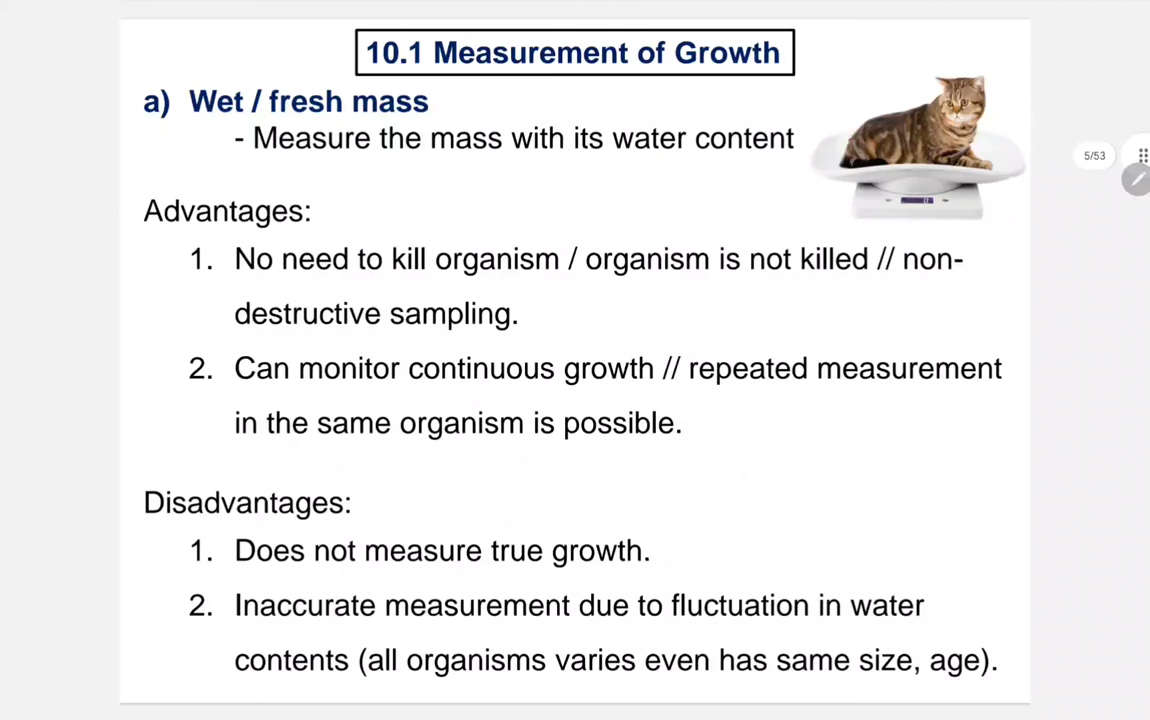 10.1 Measurement of Growth
a) Wet / fresh mass
- Measure the mass with its water content
5/53
Advantages:
1. No need to kill organism / organism is not killed // non-
destructive sampling.
2. Can monitor continuous growth // repeated measurement
in the same organism is possible.
Disadvantages:
1. Does not measure true growth.
2. Inaccurate measurement due to fluctuation in water
contents (all organisms varies even has same size, age).